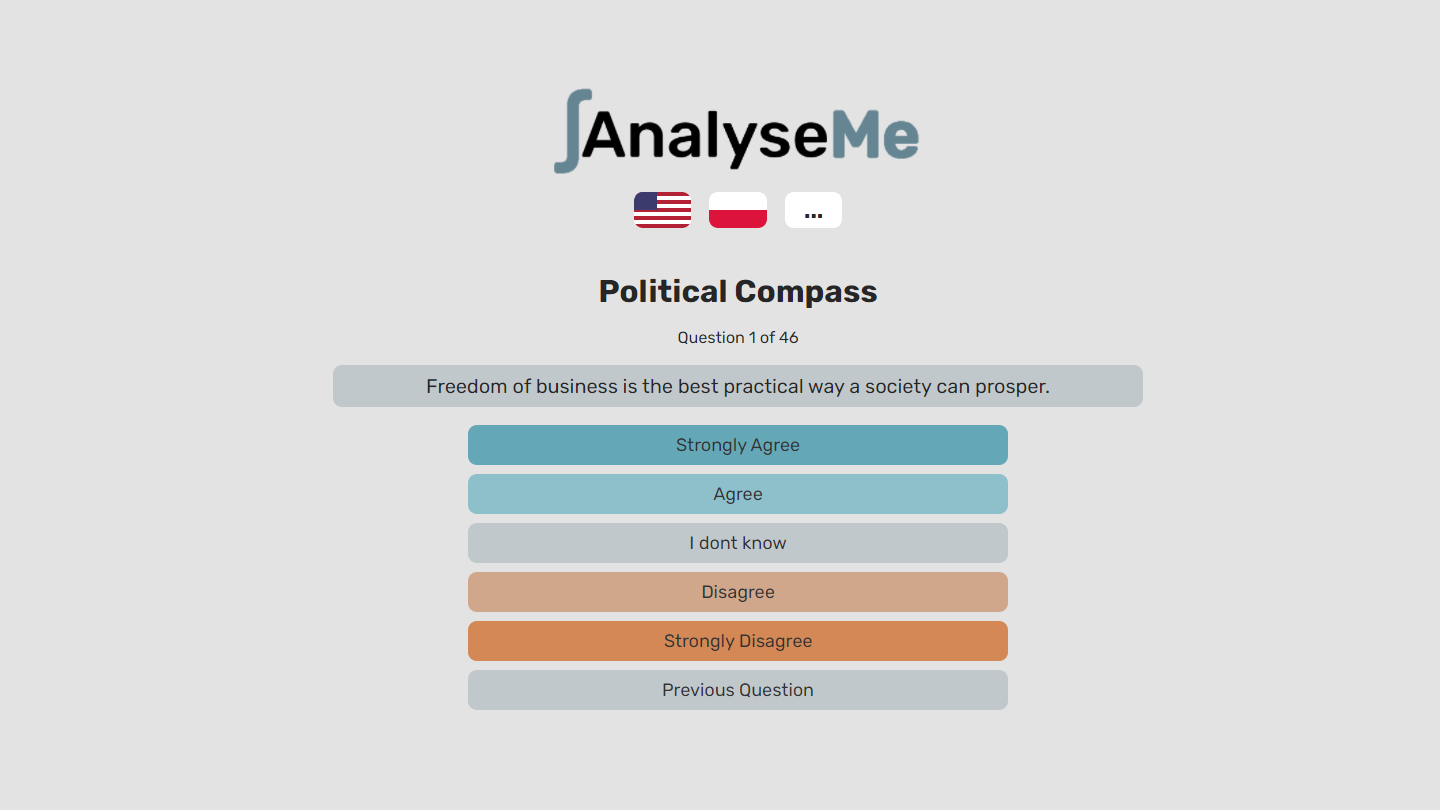 AnalyseMe
...
Political Compass
Question 1 of 46
Freedom of business is the best practical way a society can prosper.
Strongly Agree
Agree
I dont know
Disagree
Strongly Disagree
Previous Question